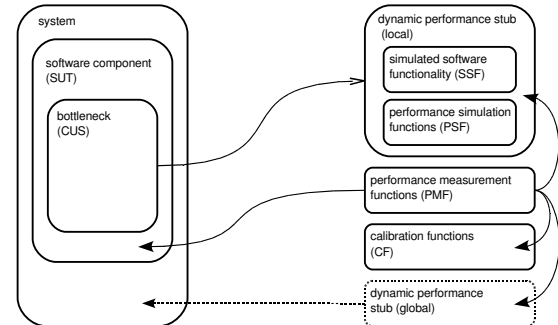 system
software component
(SUT)
bottleneck
(CUS)
dynamic performance stub
(local)
simulated software
functionality (SSF)
performance simulation
functions (PSF)
performance measurement
functions (PMF)
calibration functions
(CF)
dynamic performance
stub (global)